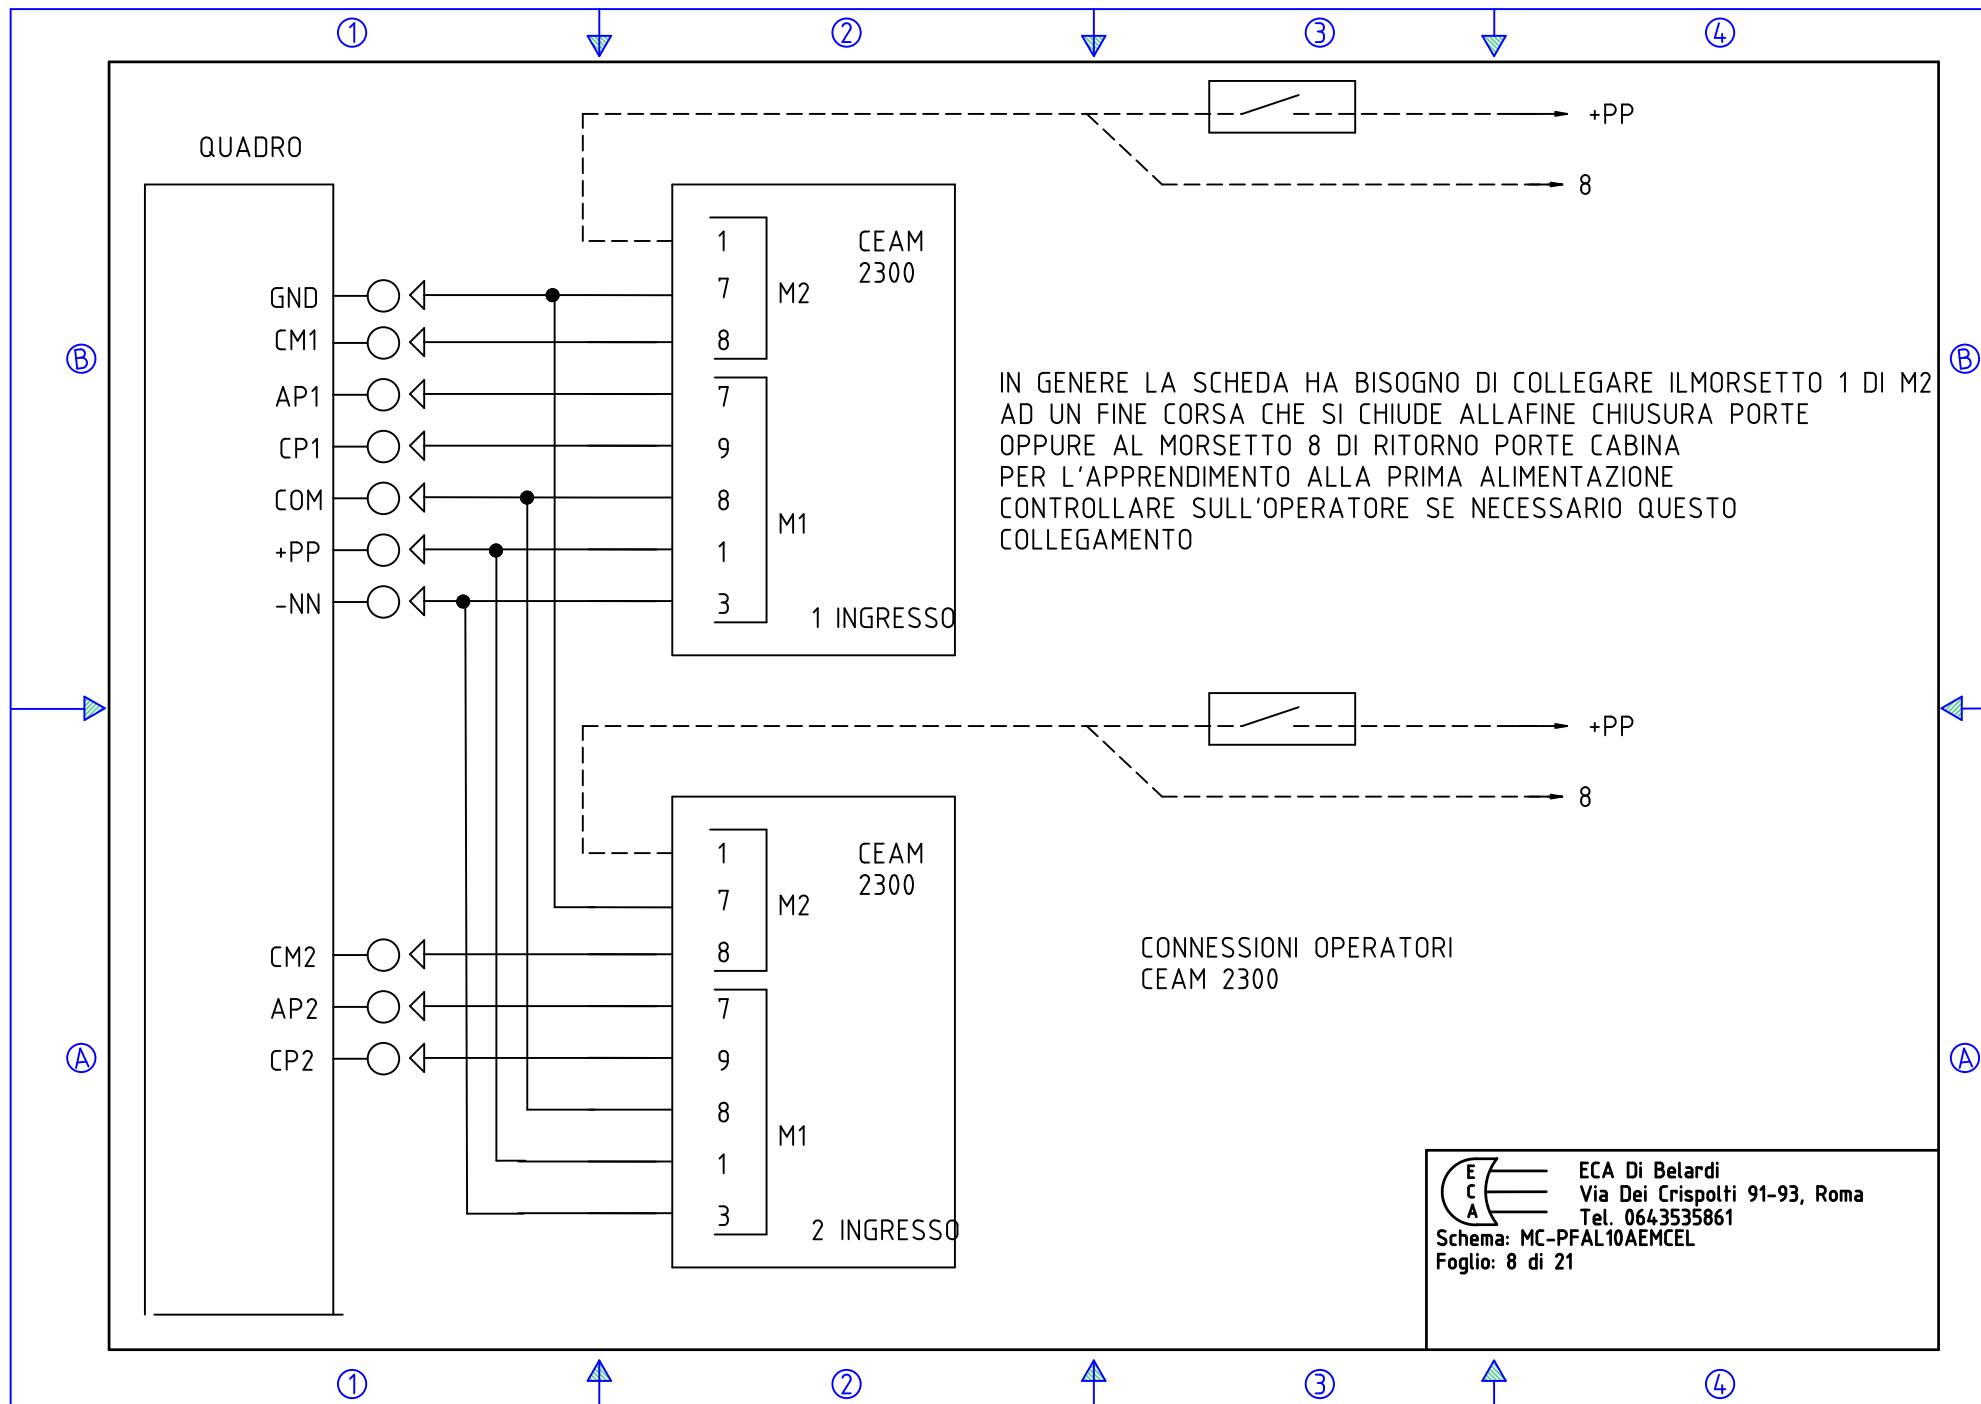 1 2 3 4
QUADRO
+PP
8
GND
CM1
AP1
CP1
COM
+PP
-NN
1
7
8
M2
CEAM
2300
7
9
8
1
3
M1
1 INGRESSO
B
B
IN GENERE LA SCHEDA HA BISOGNO DI COLLEGARE ILMORSETTO 1 DI M2
AD UN FINE CORSA CHE SI CHIUDE ALLAFINE CHIUSURA PORTE
OPPURE AL MORSETTO 8 DI RITORNO PORTE CABINA
PER L'APPRENDIMENTO ALLA PRIMA ALIMENTAZIONE
CONTROLLARE SULL'OPERATORE SE NECESSARIO QUESTO
COLLEGAMENTO
+PP
8
CM2
AP2
CP2
1
7
8
M2
CEAM
2300
7
9
8
1
3
M1
2 INGRESSO
CONNESSIONI OPERATORI
CEAM 2300
A
A
E
C
A
ECA Di Belardi
Via Dei Crispolti 91-93, Roma
Tel. 0643535861
Schema: MC-PFAL10AEMCEL
Foglio: 8 di 21
1 2 3 4